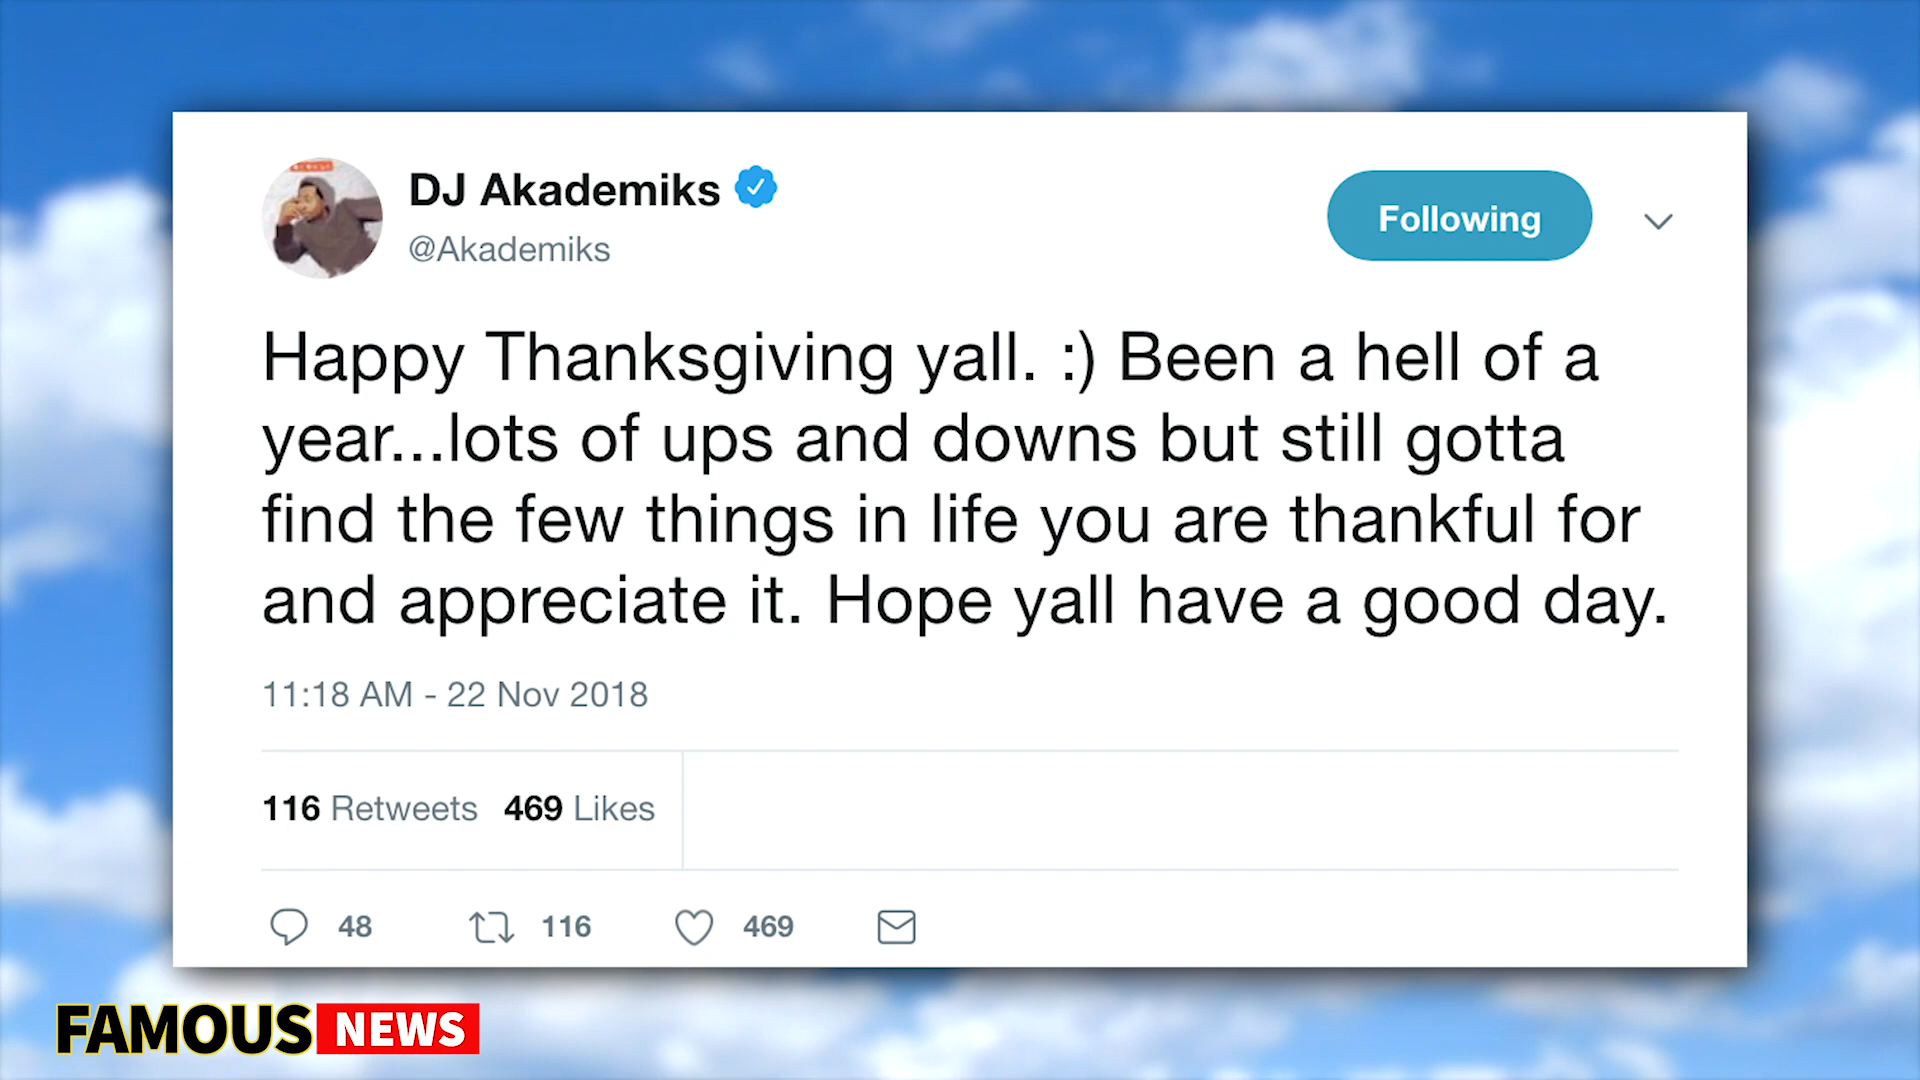 DJ Akademiks
@Akademiks
Following
Happy Thanksgiving yall. :) Been a hell of a
year...lots of ups and downs but still gotta
find the few things in life you are thankful for
and appreciate it. Hope yall have a good day.
11:18 AM - 22 Nov 2018
116 Retweets 469 Likes
48 116 469
FAMOUS NEWS